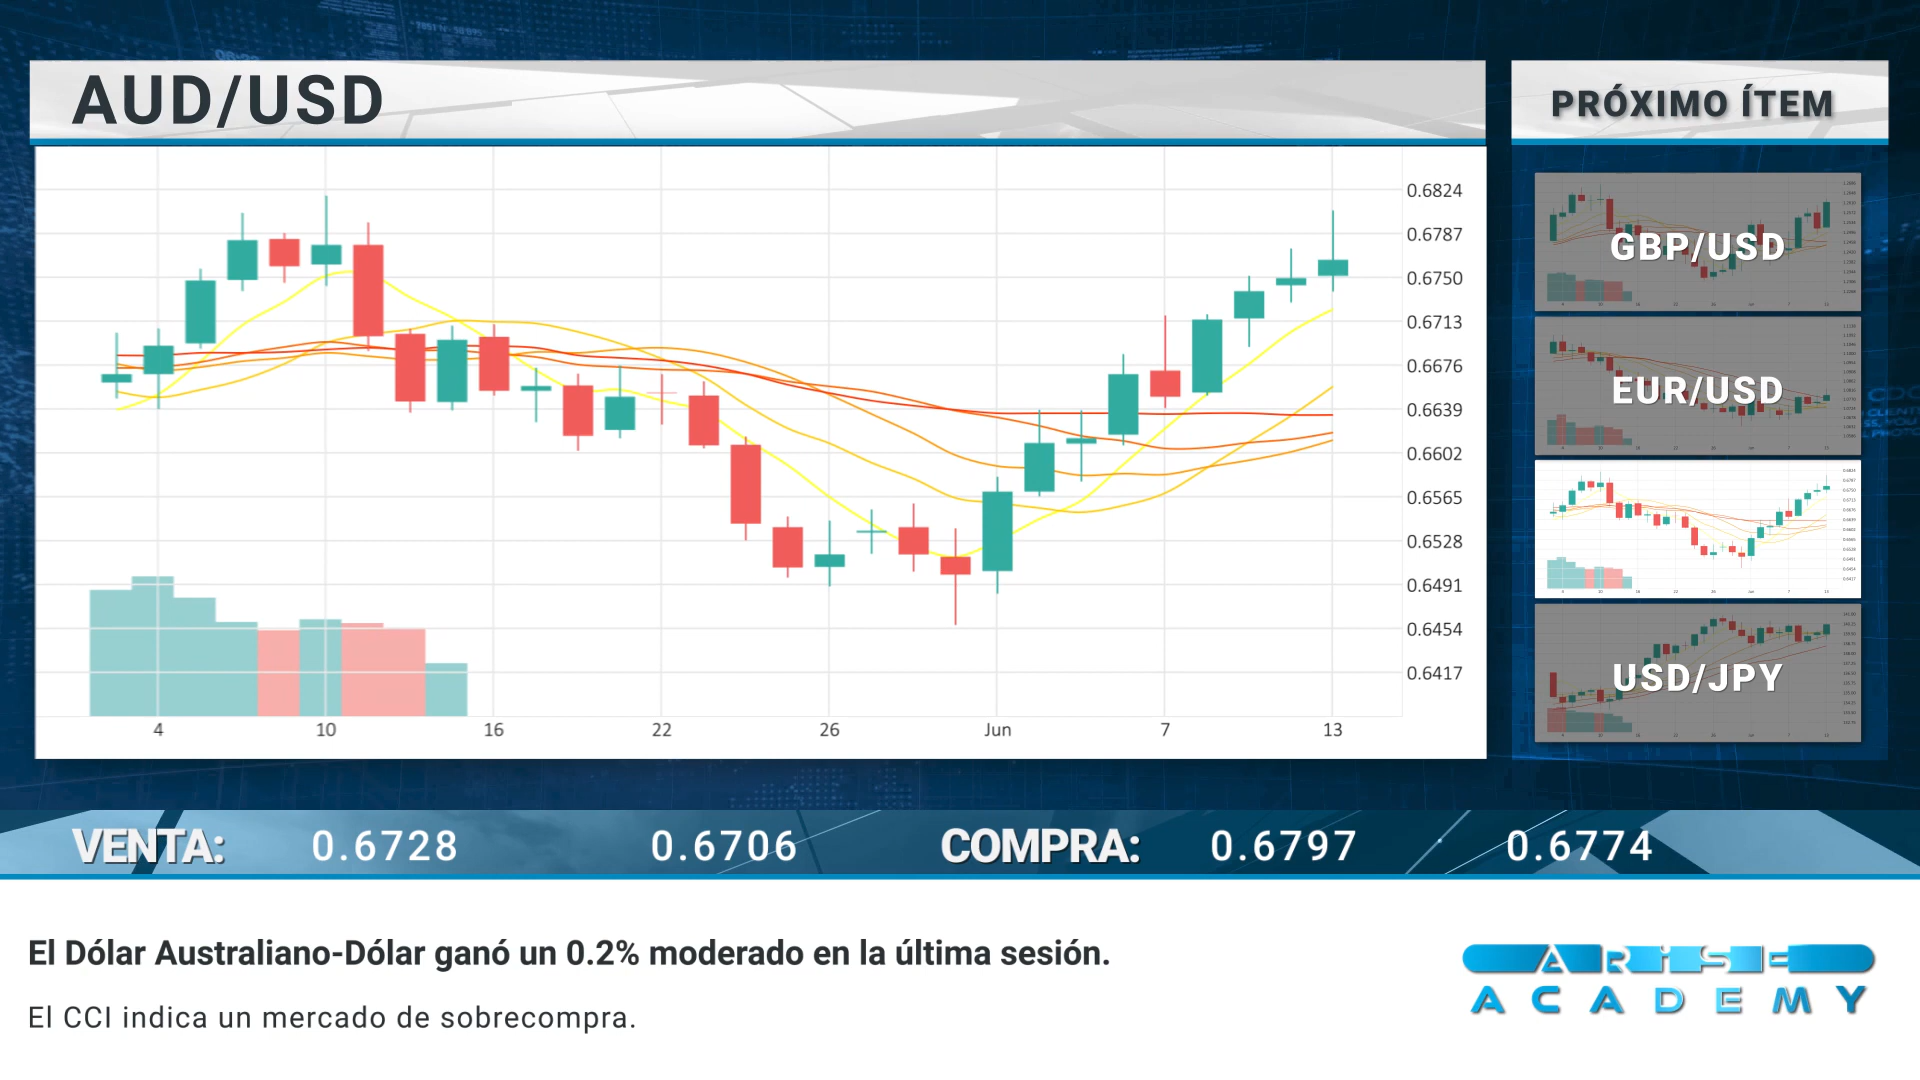 AUD/USD
PRÓXIMO ÍTEM
0.6824
0.6787
0.6750
0.6713
0.6676
0.6639
0.6602
0.6565
0.6528
0.6491
0.6454
0.6417
4 10 16 22 26 Jun 7 13
GBP/USD
EUR/USD
USD/JPY
VENTA: 0.6728 0.6706 COMPRA: 0.6797 0.6774
El Dólar Australiano-Dólar ganó un 0.2% moderado en la última sesión.
El CCI indica un mercado de sobrecompra.
ARISE
ACADEMY